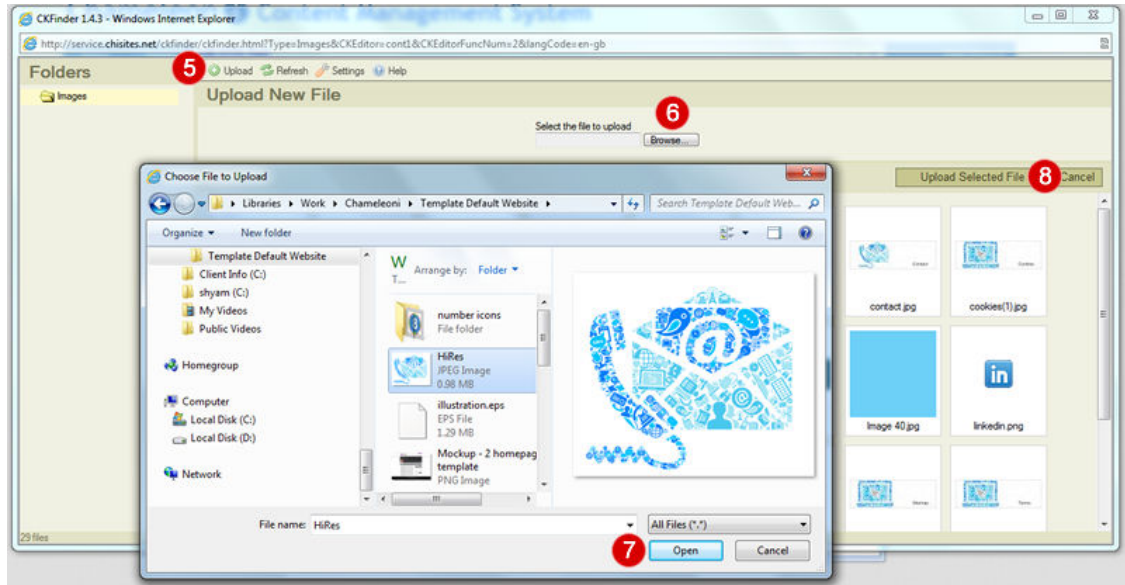 Content Management System
CKFinder 1.4.3 - Windows Internet Explorer
http://service.chisites.net/ckfinder/ckfinder.html?Type=Images&CKEditor=cont1&CKEditorFuncNum=2&langCode=en-gb
Folders
5 Upload Refresh Settings Help
Images
Upload New File
6
Select the file to upload
Browse...
Choose File to Upload
Upload Selected File 8 Cancel
Libraries Work Chameleoni Template Default Website
Search Template Default Web...
Organize New folder
Template Default Website
Client Info (C:)
shyam (C:)
My Videos
Public Videos
Homegroup
Computer
Local Disk (C:)
Local Disk (D:)
Network
W
T...
Arrange by: Folder
number icons
File folder
HiRes
JPEG Image
0.98 MB
illustration.eps
EPS File
1.29 MB
Mockup - 2 homepag
template
PNG Image
contact.jpg
cookies(1).jpg
in
Image 40.jpg
linkedin.png
File name: HiRes
All Files (*.*)
7 Open Cancel
29 files